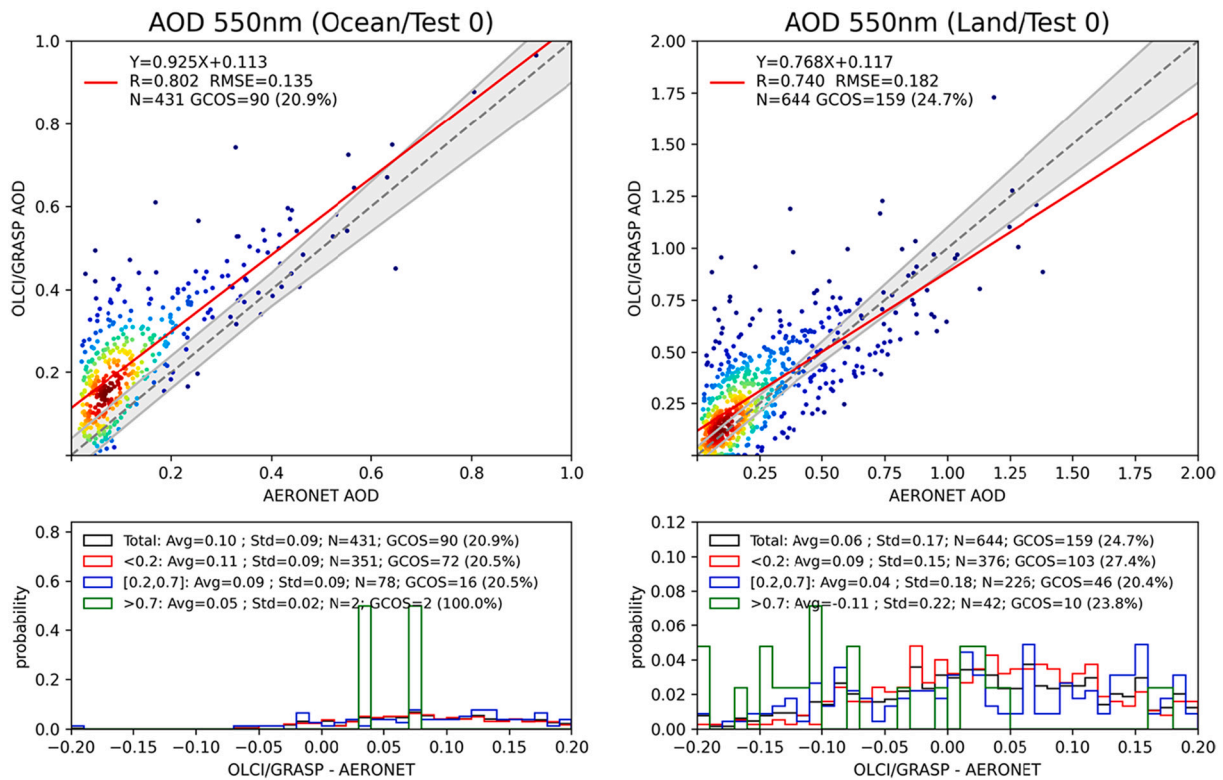 AOD 550nm (Ocean/Test 0)
Y=0.925X+0.113
R=0.802 RMSE=0.135
N=431 GCOS=90 (20.9%)
OLCI/GRASP AOD
1.0
0.8
0.6
0.4
0.2
0.2 0.4 0.6 0.8 1.0
AERONET AOD
AOD 550nm (Land/Test 0)
Y=0.768X+0.117
R=0.740 RMSE=0.182
N=644 GCOS=159 (24.7%)
OLCI/GRASP AOD
2.00
1.75
1.50
1.25
1.00
0.75
0.50
0.25
0.25 0.50 0.75 1.00 1.25 1.50 1.75 2.00
AERONET AOD
Total: Avg=0.10 ; Std=0.09; N=431; GCOS=90 (20.9%)
<0.2: Avg=0.11 ; Std=0.09; N=351; GCOS=72 (20.5%)
[0.2,0.7]: Avg=0.09 ; Std=0.09; N=78; GCOS=16 (20.5%)
>0.7: Avg=0.05 ; Std=0.02; N=2; GCOS=2 (100.0%)
probability
0.8
0.6
0.4
0.2
0.0
−0.20 −0.15 −0.10 −0.05 0.00 0.05 0.10 0.15 0.20
OLCI/GRASP - AERONET
Total: Avg=0.06 ; Std=0.17; N=644; GCOS=159 (24.7%)
<0.2: Avg=0.09 ; Std=0.15; N=376; GCOS=103 (27.4%)
[0.2,0.7]: Avg=0.04 ; Std=0.18; N=226; GCOS=46 (20.4%)
>0.7: Avg=-0.11 ; Std=0.22; N=42; GCOS=10 (23.8%)
probability
0.12
0.10
0.08
0.06
0.04
0.02
0.00
−0.20 −0.15 −0.10 −0.05 0.00 0.05 0.10 0.15 0.20
OLCI/GRASP - AERONET